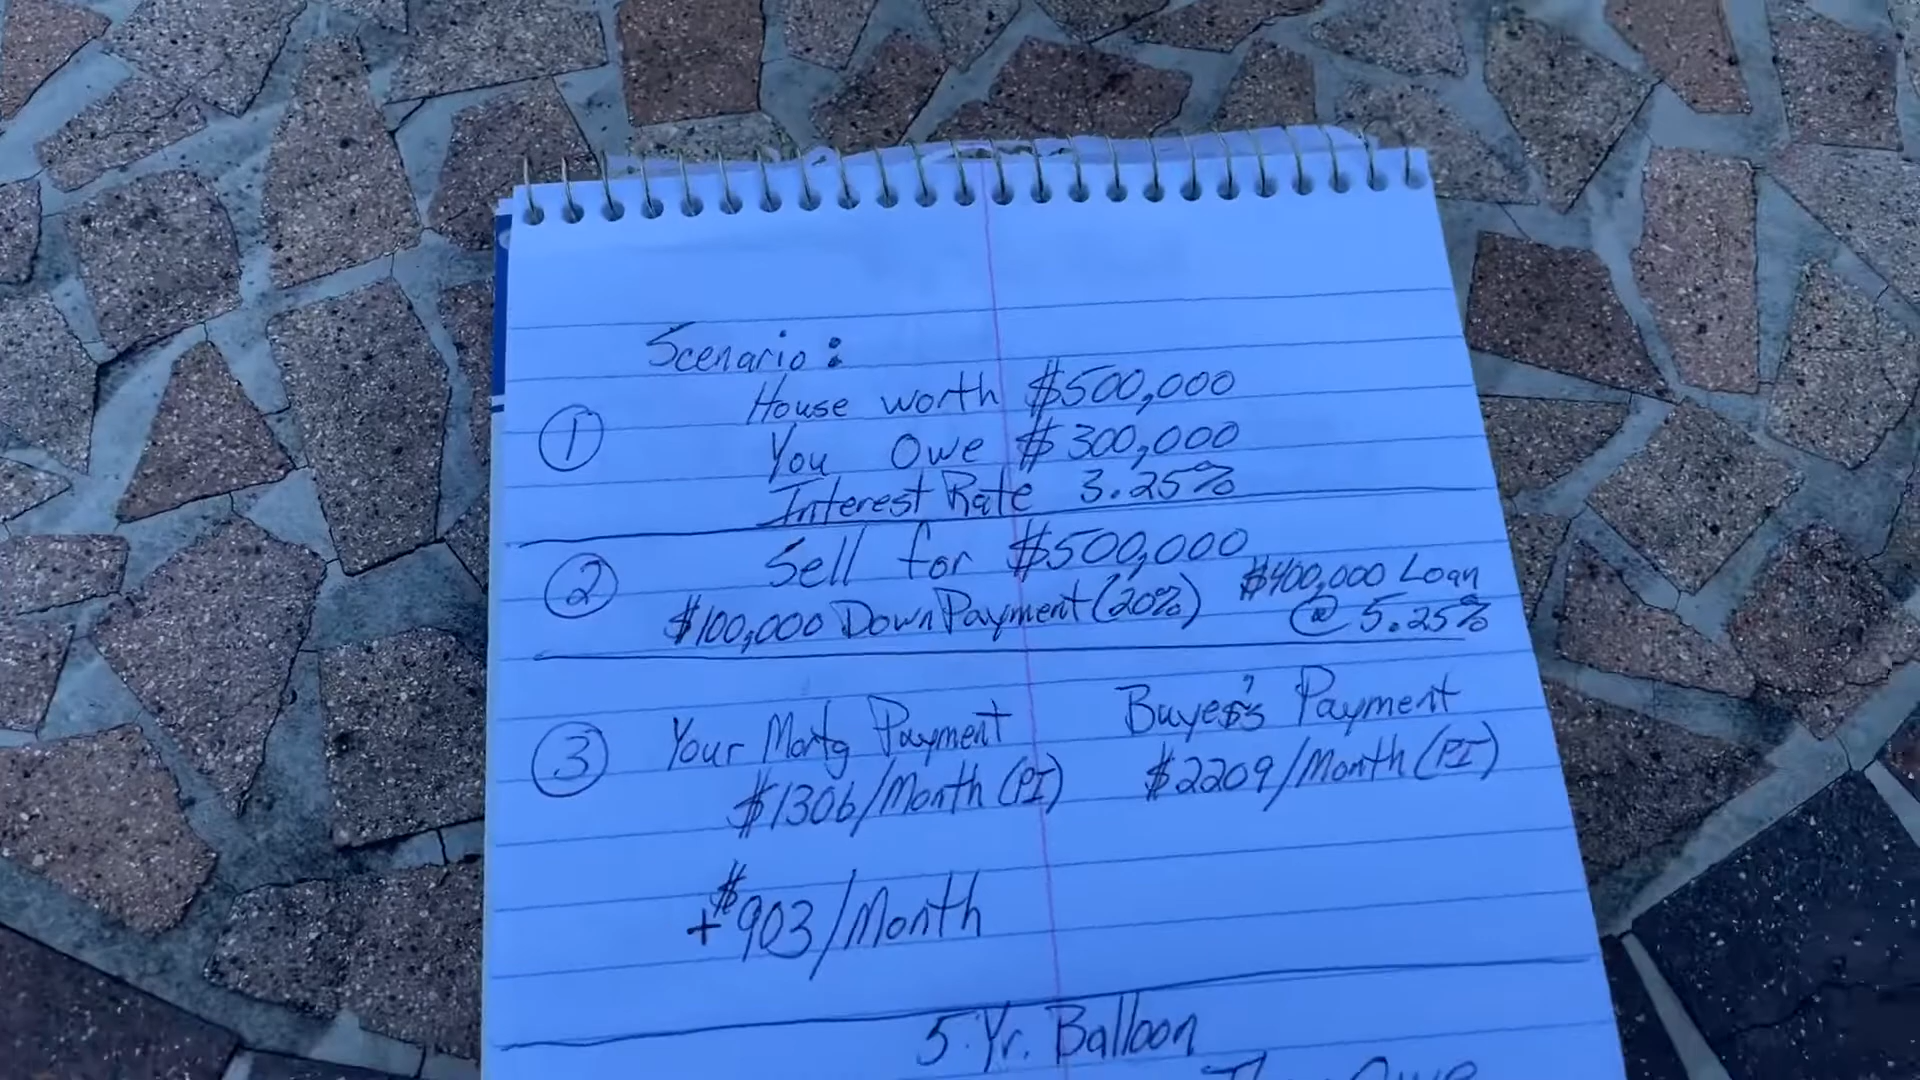 Scenario:
① House worth $500,000
You Owe $300,000
Interest Rate 3.25%
② Sell for $500,000
$100,000 Down Payment (20%) $400,000 Loan @ 5.25%
③ Your Mortg Payment Buyer's Payment
$1306/Month (PI) $2209/Month (PI)
+$903/Month
5 Yr. Balloon
They Owe